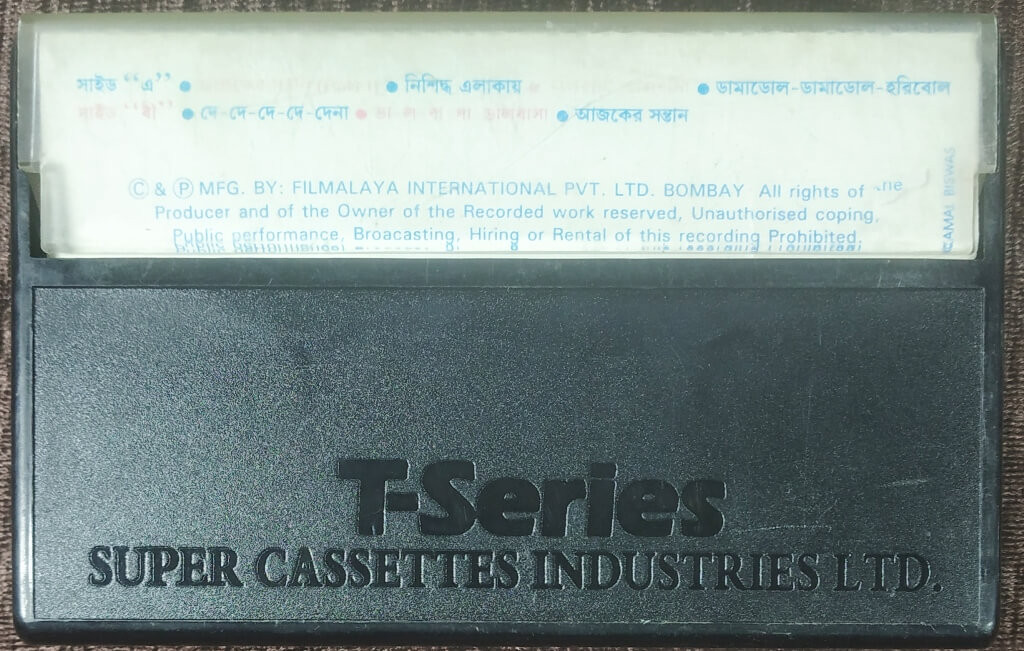 সাইড “এ” ● ● নিশিদ্ধ এলাকায় ● ডামাডোল-ডামাডোল-হরিবোল
সাইড “বী” ● দে-দে-দে-দে-দেনা ● ভা ল বা সা ভালবাসা ● আজকের সন্তান
Ⓒ & Ⓟ MFG. BY: FILMALAYA INTERNATIONAL PVT. LTD. BOMBAY All rights of
Producer and of the Owner of the Recorded work reserved, Unauthorised coping,
Public performance, Broacasting, Hiring or Rental of this recording Prohibited,
BISWAS
T-Series
SUPER CASSETTES INDUSTRIES LTD.